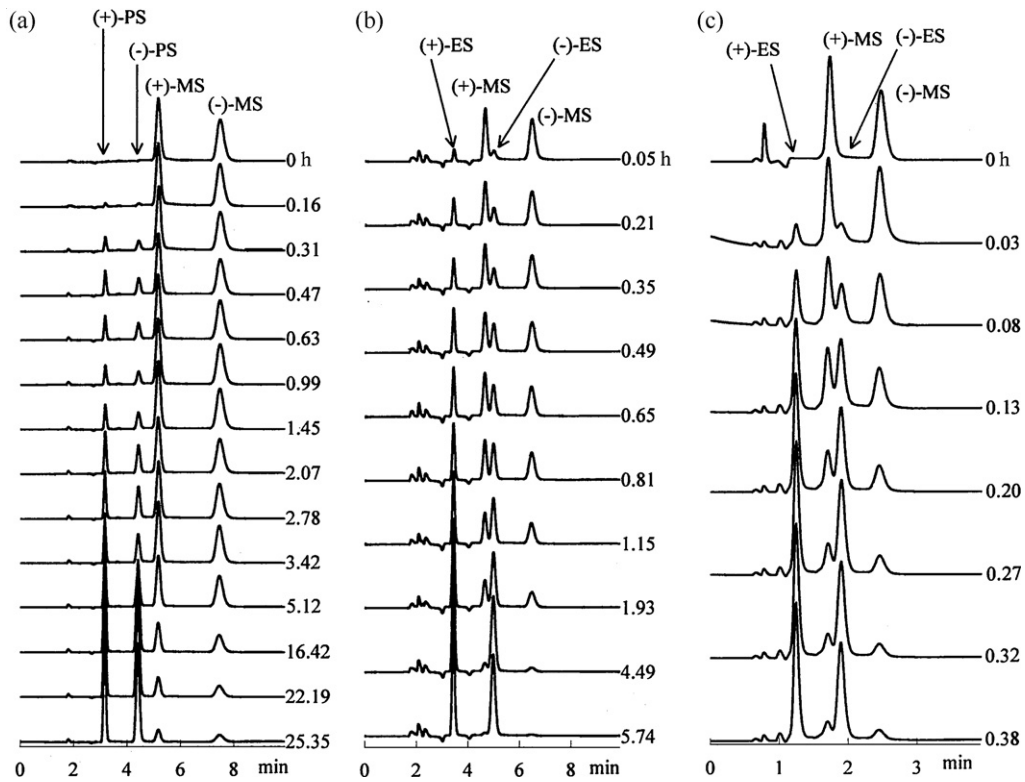 (a)
(+)-PS
(-)-PS
(+)-MS
(-)-MS
0 h
0.16
0.31
0.47
0.63
0.99
1.45
2.07
2.78
3.42
5.12
16.42
22.19
25.35
0 2 4 6 8 min
(b)
(+)-ES
(-)-ES
(+)-MS
(-)-MS
0.05 h
0.21
0.35
0.49
0.65
0.81
1.15
1.93
4.49
5.74
0 2 4 6 8 min
(c)
(+)-ES
(+)-MS
(-)-ES
(-)-MS
0 h
0.03
0.08
0.13
0.20
0.27
0.32
0.38
0 1 2 3 min